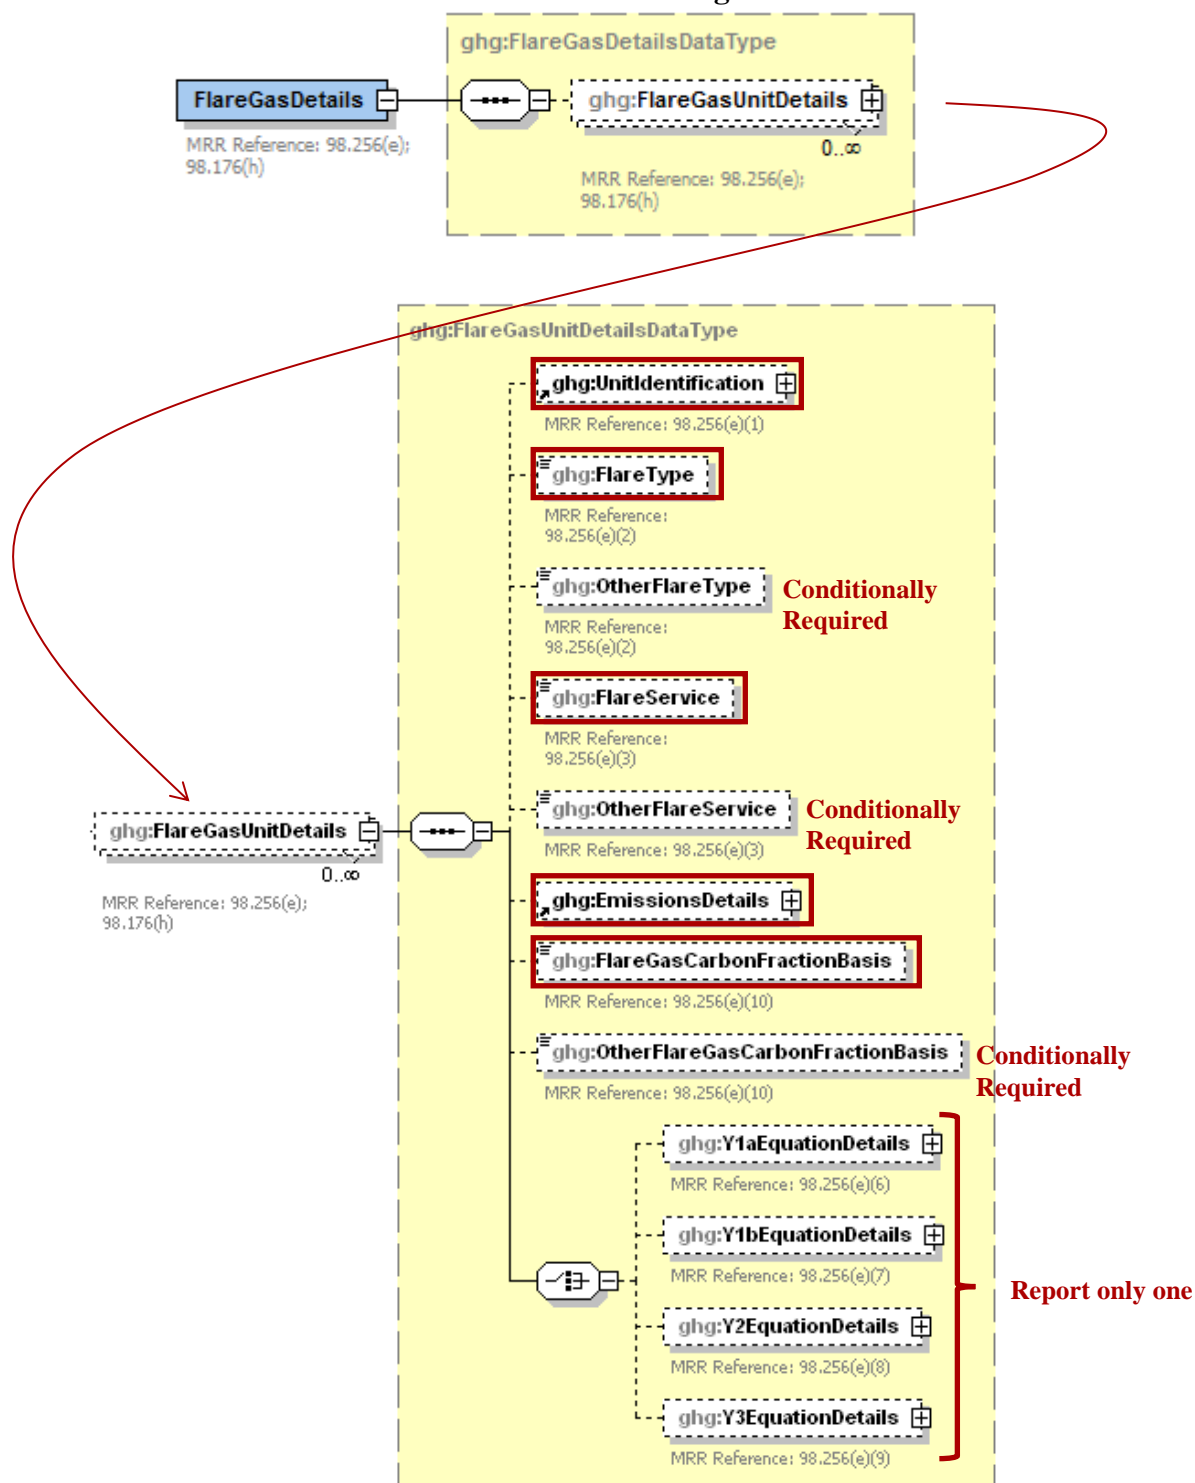 g
ghg:FlareGasDetailsDataType
FlareGasDetails
ghg:FlareGasUnitDetails
0..∞
MRR Reference: 98.256(e);
98.176(h)
MRR Reference: 98.256(e);
98.176(h)
ghg:FlareGasUnitDetailsDataType
ghg:UnitIdentification
MRR Reference: 98.256(e)(1)
ghg:FlareType
MRR Reference:
98.256(e)(2)
ghg:OtherFlareType
Conditionally
Required
MRR Reference:
98.256(e)(2)
ghg:FlareService
MRR Reference:
98.256(e)(3)
ghg:OtherFlareService
Conditionally
Required
MRR Reference: 98.256(e)(3)
ghg:FlareGasUnitDetails
0..∞
MRR Reference: 98.256(e);
98.176(h)
ghg:EmissionsDetails
ghg:FlareGasCarbonFractionBasis
MRR Reference: 98.256(e)(10)
ghg:OtherFlareGasCarbonFractionBasis
Conditionally
Required
MRR Reference: 98.256(e)(10)
ghg:Y1aEquationDetails
MRR Reference: 98.256(e)(6)
ghg:Y1bEquationDetails
MRR Reference: 98.256(e)(7)
Report only one
ghg:Y2EquationDetails
MRR Reference: 98.256(e)(8)
ghg:Y3EquationDetails
MRR Reference: 98.256(e)(9)